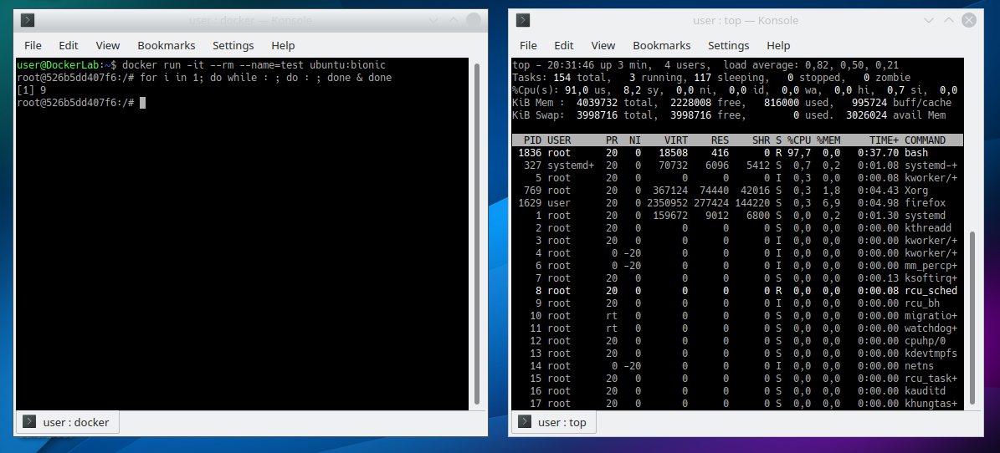 user : docker — Konsole
File Edit View Bookmarks Settings Help
user@DockerLab:~$ docker run -it --rm --name=test ubuntu:bionic
root@526b5dd407f6:/# for i in 1; do while : ; do : ; done & done
[1] 9
root@526b5dd407f6:/#
user : docker
user : top — Konsole
File Edit View Bookmarks Settings Help
top - 20:31:46 up 3 min,  4 users,  load average: 0,82, 0,50, 0,21
Tasks: 154 total,   3 running, 117 sleeping,   0 stopped,   0 zombie
%Cpu(s): 91,0 us,  8,2 sy,  0,0 ni,  0,0 id,  0,0 wa,  0,0 hi,  0,7 si,  0,0
KiB Mem :  4039732 total,  2228008 free,   816000 used,   995724 buff/cache
KiB Swap:  3998716 total,  3998716 free,        0 used.  3026024 avail Mem
PID USER PR NI VIRT RES SHR S %CPU %MEM TIME+ COMMAND
1836 root 20 0 18508 416 0 R 97,7 0,0 0:37.70 bash
327 systemd+ 20 0 70732 6096 5412 S 0,7 0,2 0:01.08 systemd-+
5 root 20 0 0 0 0 I 0,3 0,0 0:00.08 kworker/+
769 root 20 0 367124 74440 42016 S 0,3 1,8 0:04.43 Xorg
1629 user 20 0 2350952 277424 144220 S 0,3 6,9 0:04.98 firefox
1 root 20 0 159672 9012 6800 S 0,0 0,2 0:01.30 systemd
2 root 20 0 0 0 0 S 0,0 0,0 0:00.00 kthreadd
3 root 20 0 0 0 0 I 0,0 0,0 0:00.00 kworker/+
4 root 0 -20 0 0 0 I 0,0 0,0 0:00.00 kworker/+
6 root 0 -20 0 0 0 I 0,0 0,0 0:00.00 mm_percp+
7 root 20 0 0 0 0 S 0,0 0,0 0:00.13 ksoftirq+
8 root 20 0 0 0 0 R 0,0 0,0 0:00.08 rcu_sched
9 root 20 0 0 0 0 I 0,0 0,0 0:00.00 rcu_bh
10 root rt 0 0 0 0 S 0,0 0,0 0:00.00 migratio+
11 root rt 0 0 0 0 S 0,0 0,0 0:00.00 watchdog+
12 root 20 0 0 0 0 S 0,0 0,0 0:00.00 cpuhp/0
13 root 20 0 0 0 0 S 0,0 0,0 0:00.00 kdevtmpfs
14 root 0 -20 0 0 0 I 0,0 0,0 0:00.00 netns
15 root 20 0 0 0 0 S 0,0 0,0 0:00.00 rcu_task+
16 root 20 0 0 0 0 S 0,0 0,0 0:00.00 kauditd
17 root 20 0 0 0 0 S 0,0 0,0 0:00.00 khungtas+
user : top